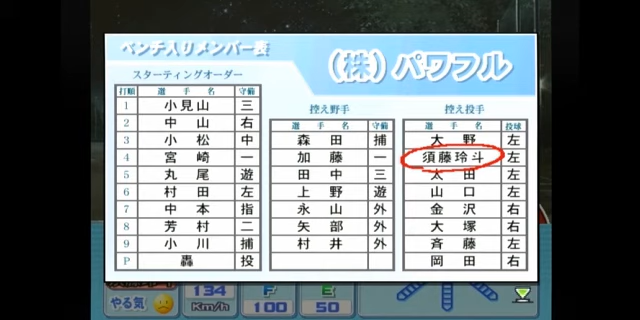 ベンチ入りメンバー表
(株)パワフル
スターティングオーダー
打順 選手名 守備
1 小見山 三
2 中山 右
3 小松 中
4 宮崎 一
5 丸尾 遊
6 村田 左
7 中本 指
8 芳村 二
9 小川 捕
P 轟 投
控え野手
選手名 守備
森田 捕
加藤 一
田中 三
上野 遊
永山 外
矢部 外
村井 外
控え投手
選手名 投球
大野 左
須藤玲斗 左
太田 左
山口 左
金沢 右
大塚 右
斉藤 左
岡田 右
やる気
134
Km/h
F
100
E
50